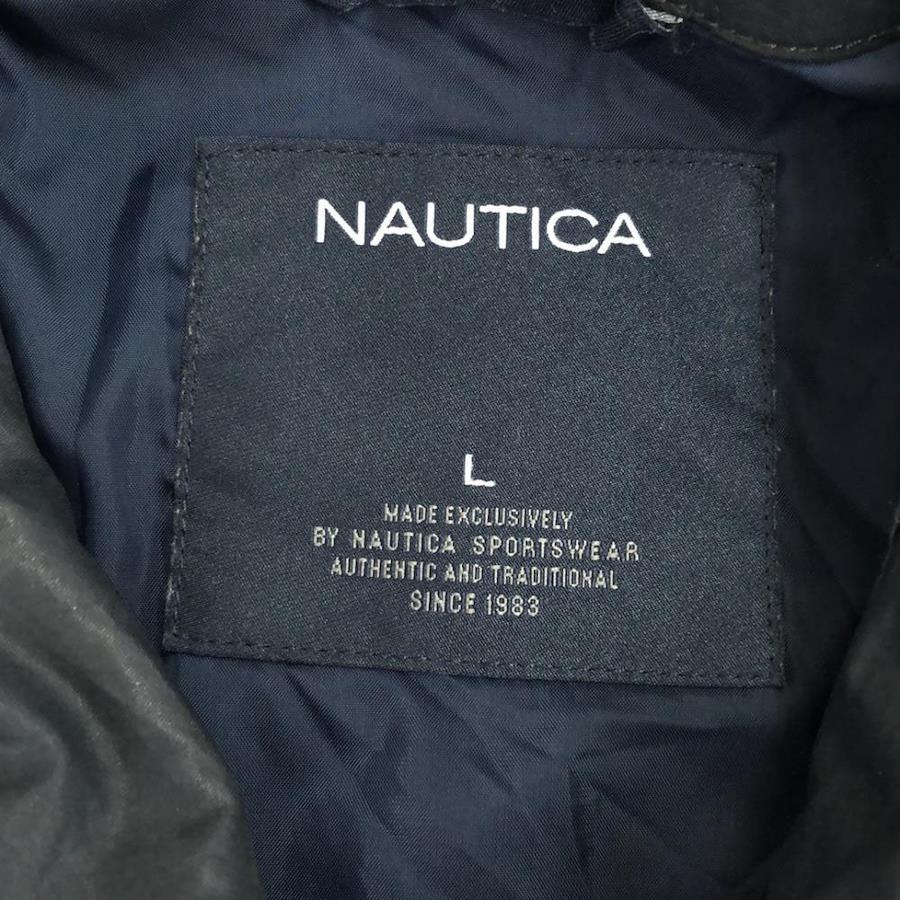 NAUTICA
L
MADE EXCLUSIVELY
BY NAUTICA SPORTSWEAR
AUTHENTIC AND TRADITIONAL
SINCE 1983